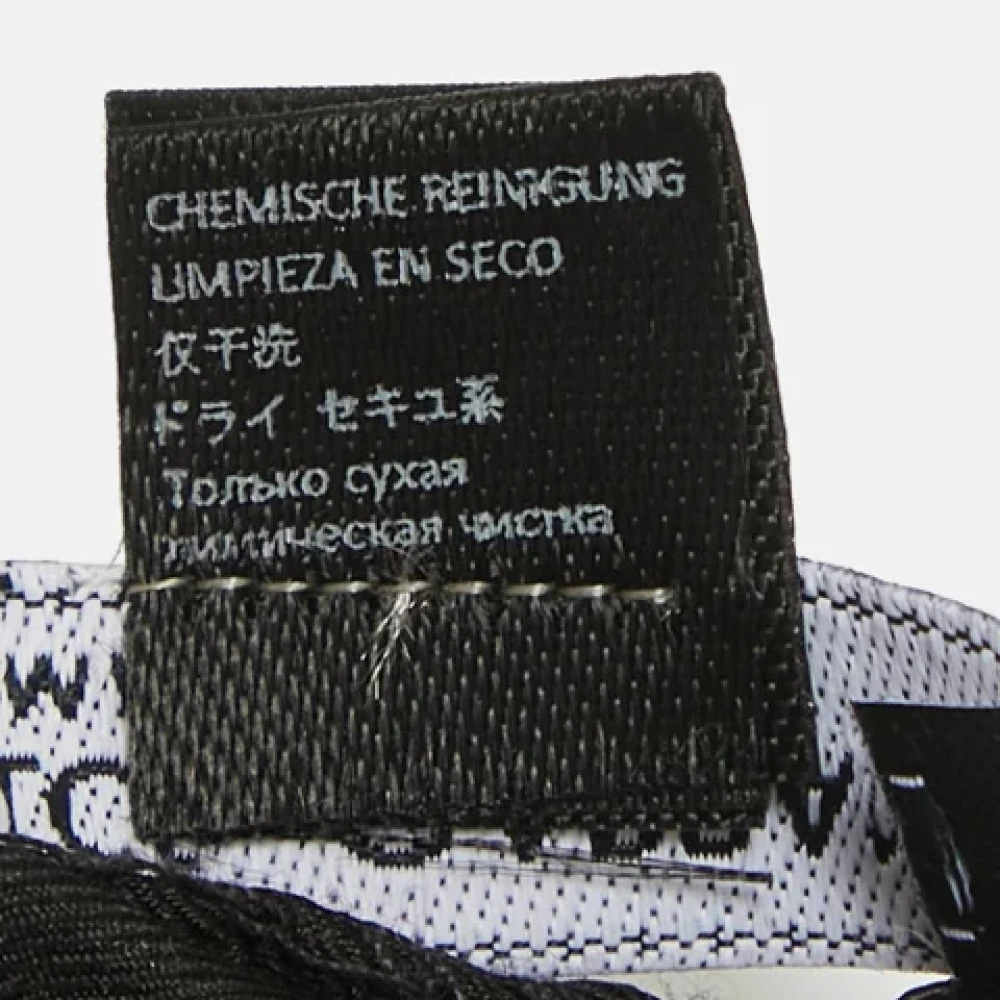 CHEMISCHE REINIGUNG
LIMPIEZA EN SECO
仅干洗
ドライ セキユ系
Только сухая
химическая чистка
W
TC